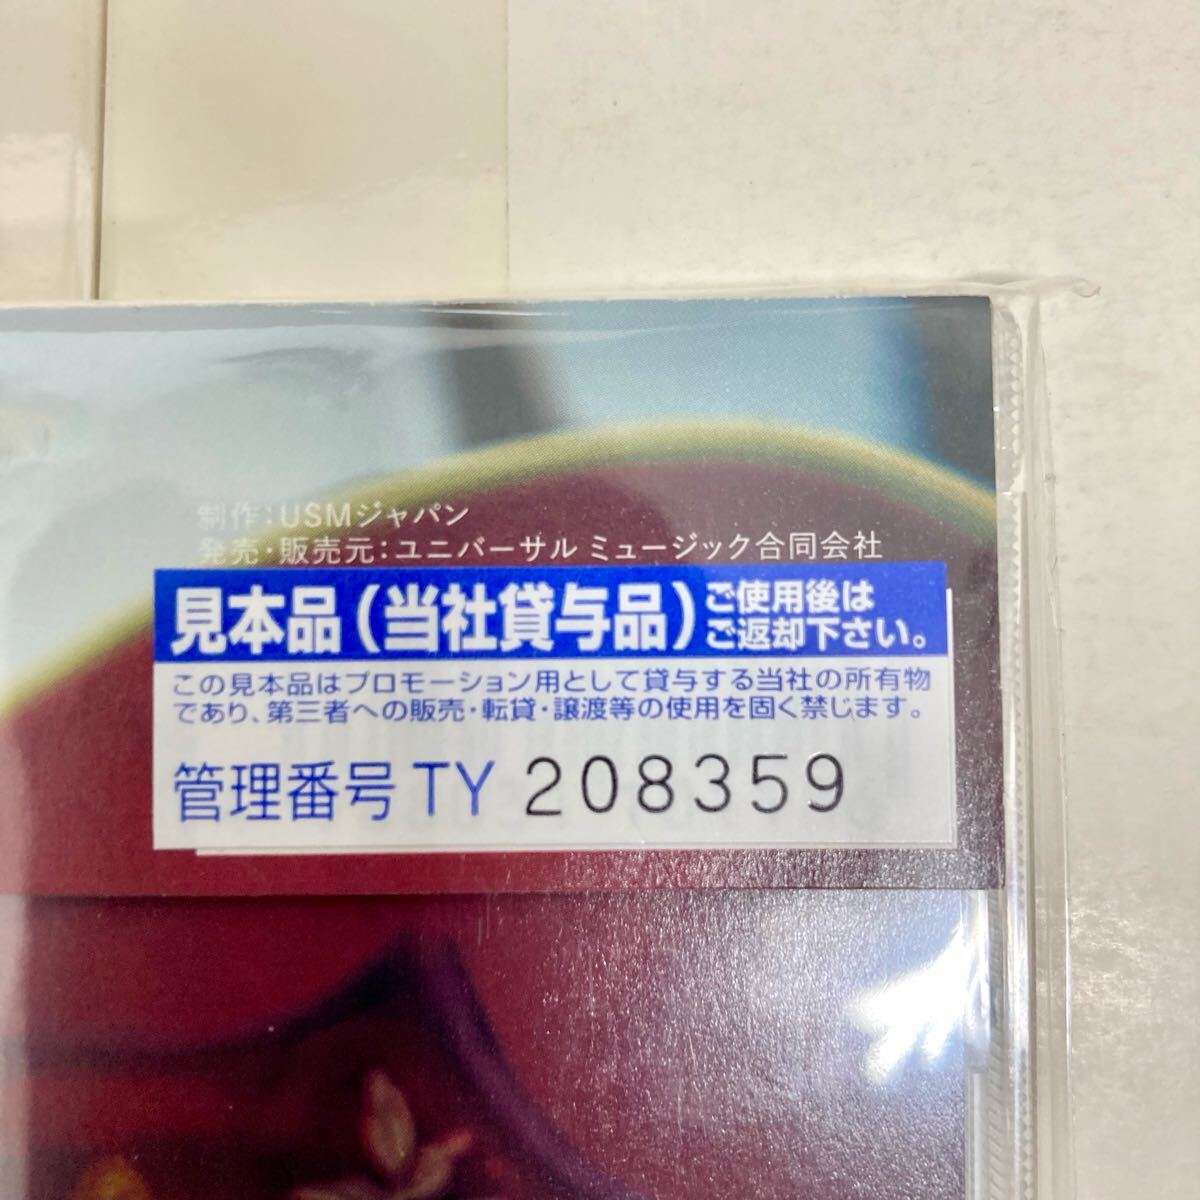 制作：USMジャパン
発売・販売元：ユニバーサル ミュージック合同会社
見本品（当社貸与品）ご使用後は
ご返却下さい。
この見本品はプロモーション用として貸与する当社の所有物
であり、第三者への販売・転貸・譲渡等の使用を固く禁じます。
管理番号 TY 208359